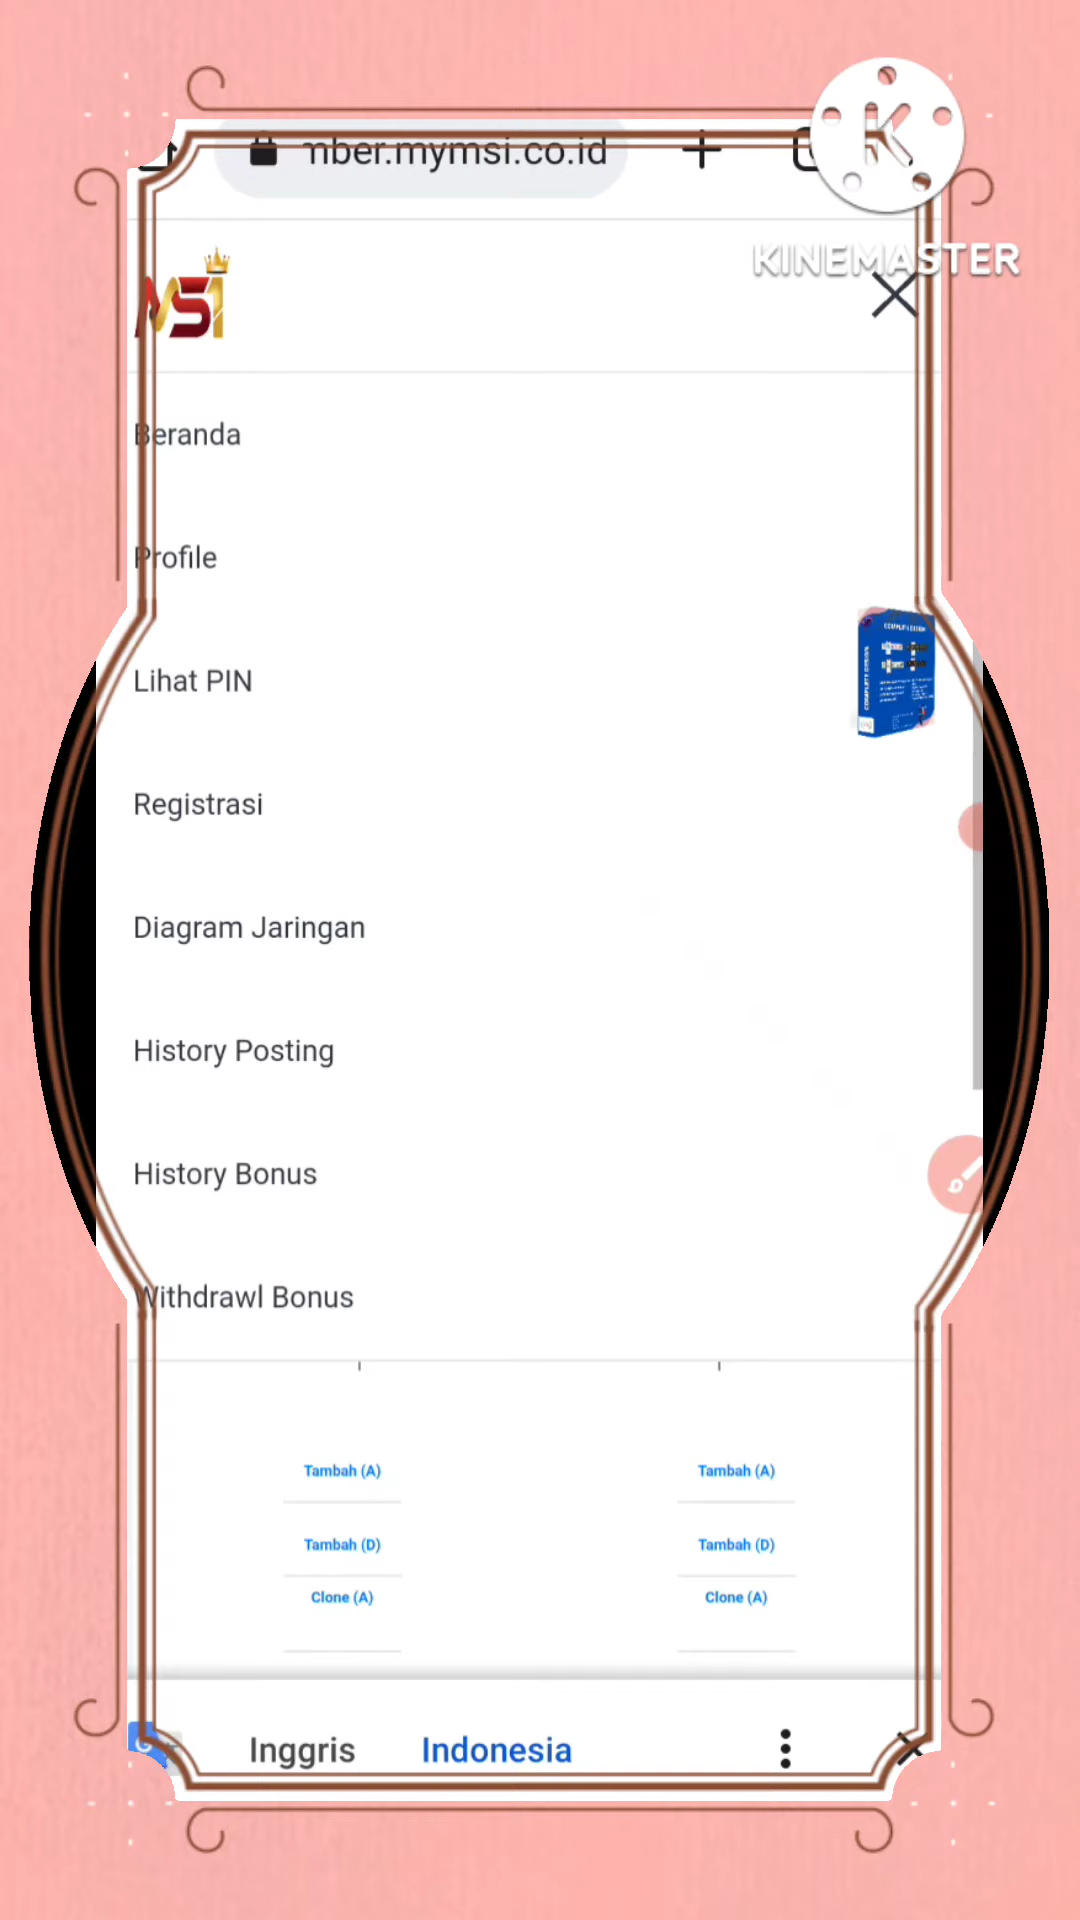 mber.mymsi.co.id
KINEMASTER
MSI
Beranda
Profile
Lihat PIN
Registrasi
Diagram Jaringan
History Posting
History Bonus
Withdrawl Bonus
Tambah (A) Tambah (A)
Tambah (D) Tambah (D)
Clone (A) Clone (A)
Inggris Indonesia